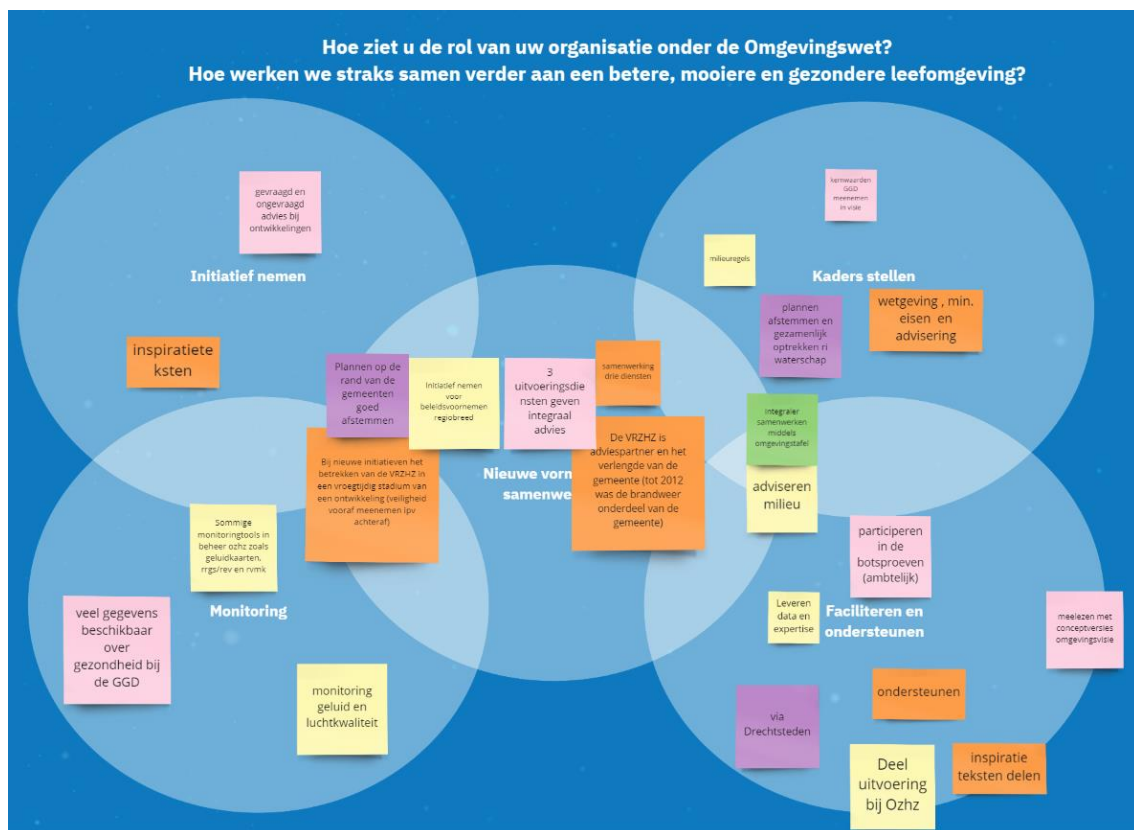 Hoe ziet u de rol van uw organisatie onder de Omgevingswet?
Hoe werken we straks samen verder aan een betere, mooiere en gezondere leefomgeving?
gevraagd en
ongevraagd
advies bij
ontwikkelingen
Initiatief nemen
inspiratiete
ksten
kernwaarden
GGD
meenemen
in visie
milieuregels
Kaders stellen
plannen
afstemmen en
gezamenlijk
optrekken ri
waterschap
wetgeving , min.
eisen en
advisering
Plannen op de
rand van de
gemeenten
goed
afstemmen
Initiatief nemen
voor
beleidsvoornemen
regiobreed
3
uitvoeringsdie
nsten geven
integraal
advies
samenwerking
drie diensten
Bij nieuwe initiatieven het
betrekken van de VRZHZ in
een vroegtijdig stadium van
een ontwikkeling (veiligheid
vooraf meenemen ipv
achteraf)
Nieuwe vorm
samenwe
De VRZHZ is
adviespartner en het
verlengde van de
gemeente (tot 2012
was de brandweer
onderdeel van de
gemeente)
integraler
samenwerken
middels
omgevingstafel
adviseren
milieu
Sommige
monitoringtools in
beheer ozhz zoals
geluidkaarten.
rrgs/rev en rvmk
Monitoring
veel gegevens
beschikbaar
over
gezondheid bij
de GGD
monitoring
geluid en
luchtkwaliteit
participeren
in de
botsproeven
(ambtelijk)
Leveren
data en
expertise
Faciliteren en
ondersteunen
meelezen met
conceptversies
omgevingsvisie
ondersteunen
via
Drechtsteden
Deel
uitvoering
bij Ozhz
inspiratie
teksten delen